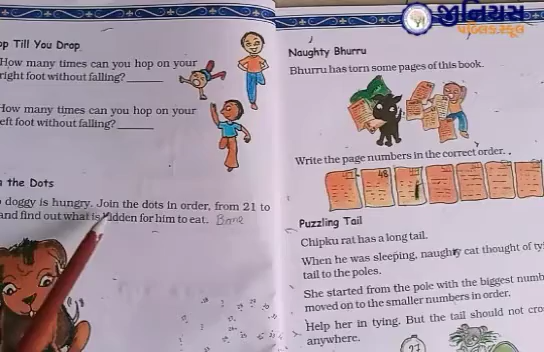 op Till You Drop
How many times can you hop on your
right foot without falling?
How many times can you hop on your
eft foot without falling?
n the Dots
doggy is hungry. Join the dots in order, from 21 to
and find out what is hidden for him to eat. Bone
જીનિયસ
પબ્લિક સ્કૂલ
Naughty Bhurru
Bhurru has torn some pages of this book.
Write the page numbers in the correct order.
47 48
Puzzling Tail
Chipku rat has a long tail.
When he was sleeping, naughty cat thought of ty
tail to the poles.
She started from the pole with the biggest numb
moved on to the smaller numbers in order.
Help her in tying. But the tail should not cro
anywhere.
27